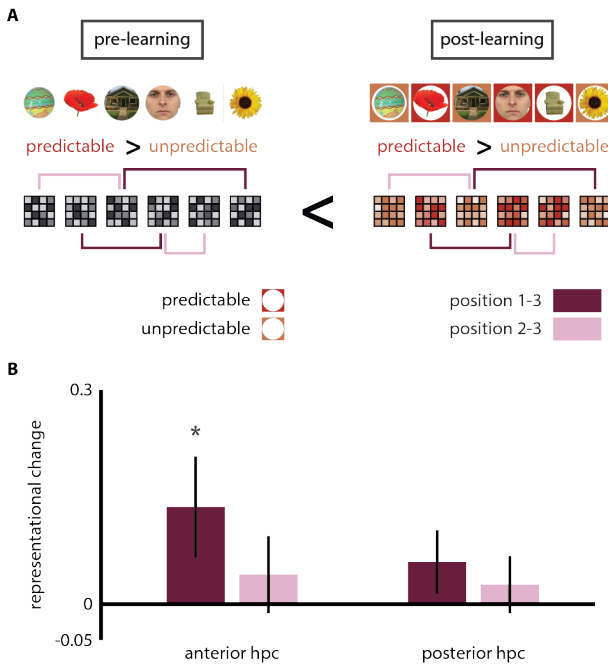 A
pre-learning
post-learning
predictable > unpredictable
predictable > unpredictable
<
predictable
unpredictable
position 1-3
position 2-3
B
0.3
representational change
*
0
-0.05
anterior hpc
posterior hpc